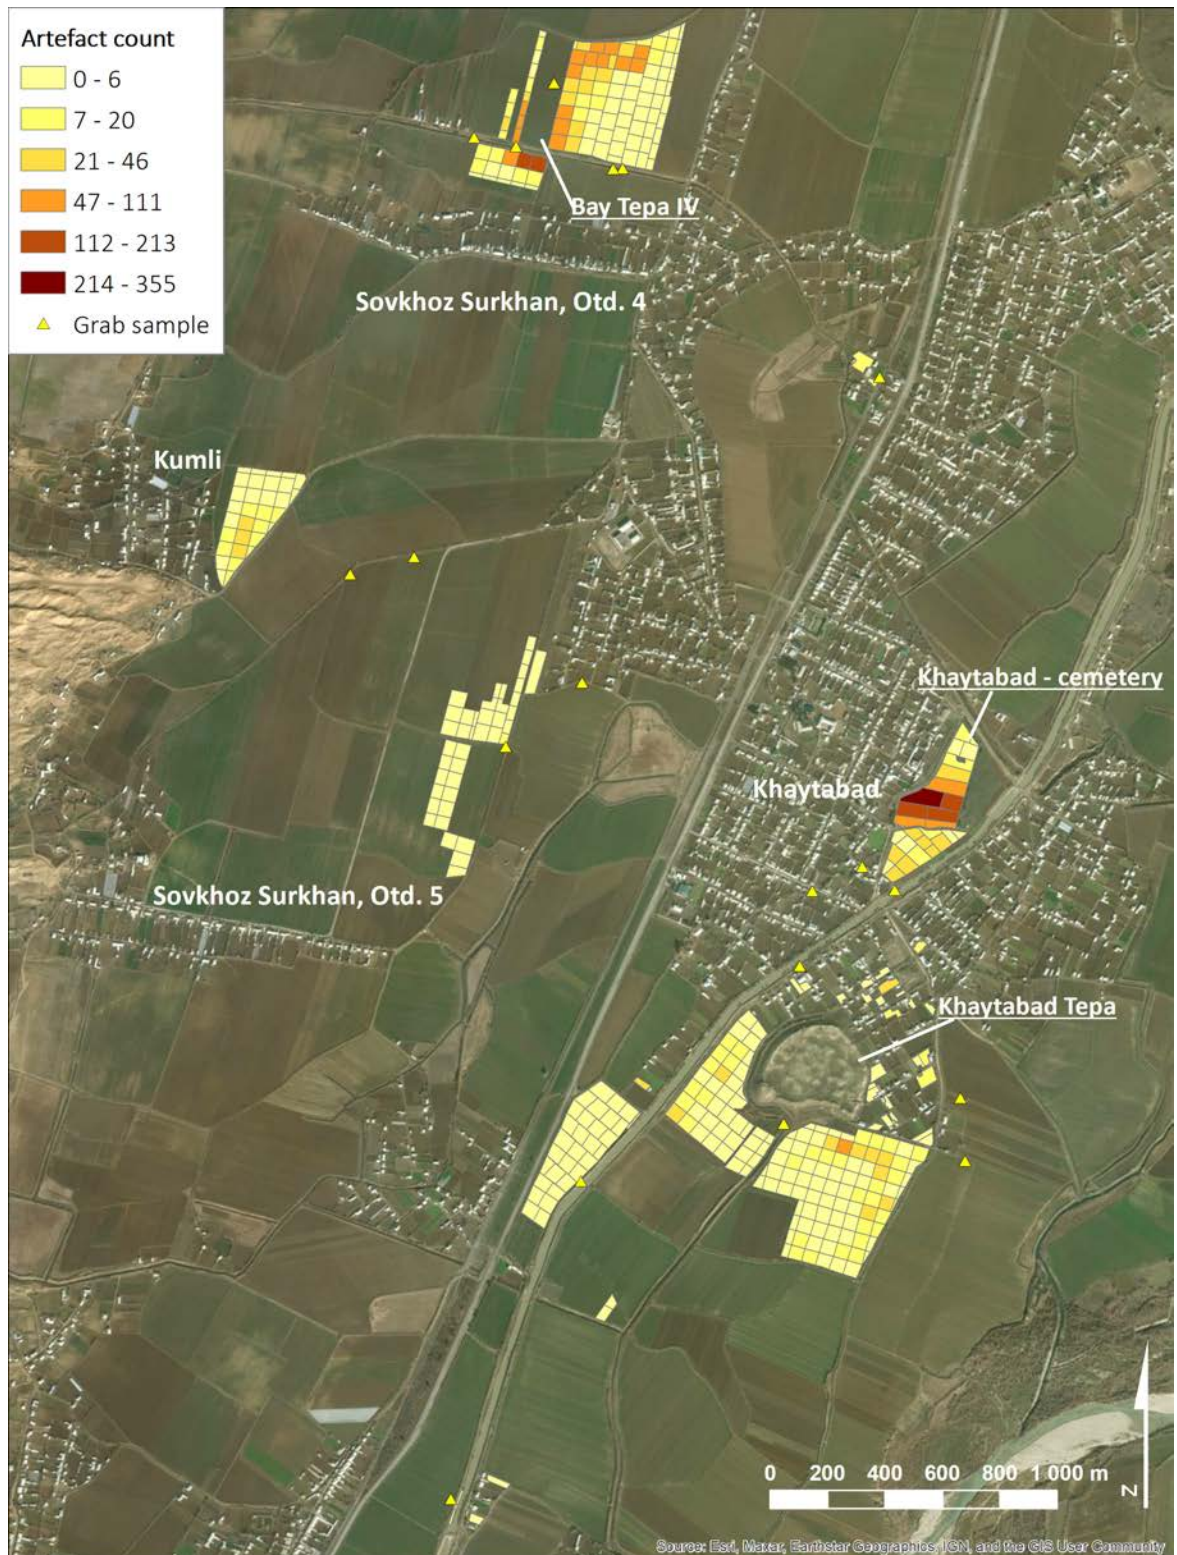 Artefact count
0 - 6
7 - 20
21 - 46
47 - 111
112 - 213
214 - 355
Grab sample
Bay Tepa IV
Sovkhoz Surkhan, Otd. 4
Kumli
Khaytabad - cemetery
Khaytabad
Sovkhoz Surkhan, Otd. 5
Khaytabad Tepa
0 200 400 600 800 1 000 m
N
Source: Esri, Maxar, Earthstar Geographics, IGN, and the GIS User Community